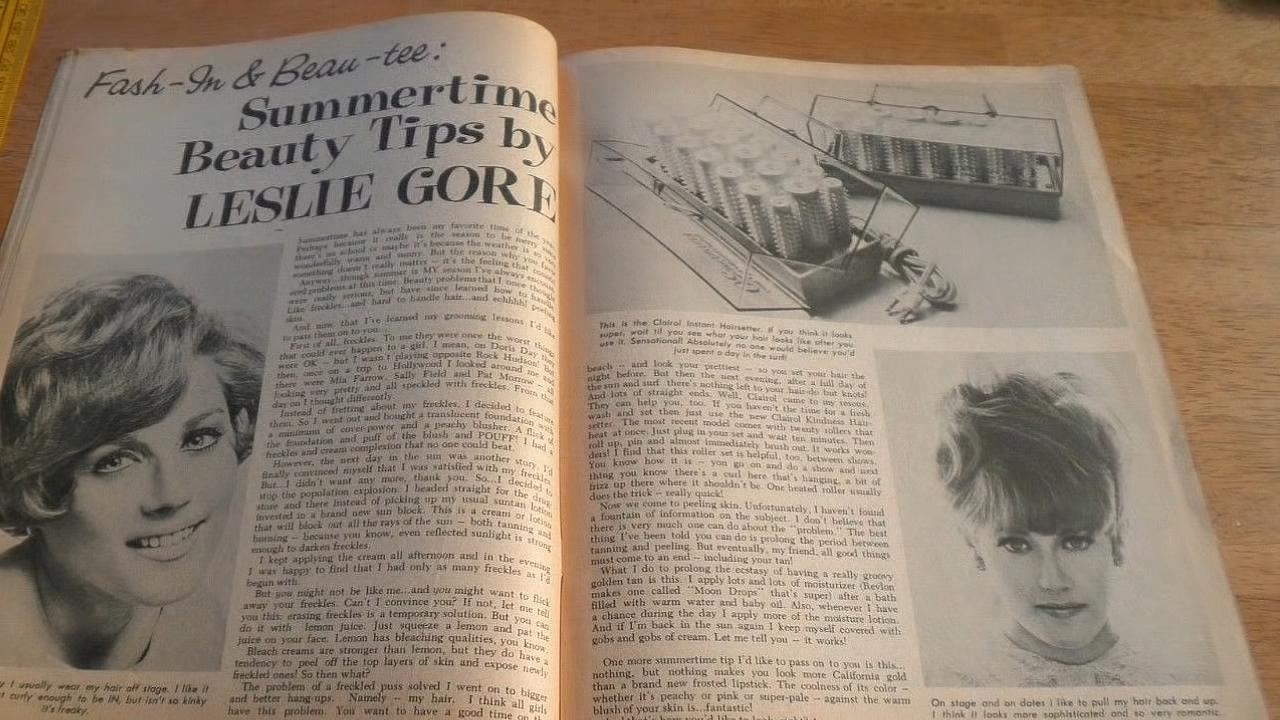 Fash-In & Beau-tee:
Summertime
Beauty Tips by
LESLIE GORE
Summertime has always been my favorite time of the year.
Perhaps because it really is the season to be merry
there's no school or maybe it's because the weather is so
wonderfully warm and sunny. But the reason why you favor
something doesn't really matter — it's the feeling that counts.
Anyway, though summer is MY season I've always
problems at this time. Beauty problems that I once thought
were really serious, but have since learned how to handle.
Like freckles...and hard to handle hair...and echhhh! peeling
skin.
And now that I've learned my grooming lessons I'd like
to pass them on to you...
First of all, freckles. To me they were once the worst things
that could ever happen to a girl. I mean, on Doris Day they
were OK — but I wasn't playing opposite Rock Hudson! But
then, once on a trip to Hollywood I looked around me and
there were Mia Farrow, Sally Field and Pat Morrow — all
looking very pretty and all speckled with freckles. From that
day on I thought differently.
Instead of fretting about my freckles, I decided to feature
them. So I went out and bought a translucent foundation with
a minimum of cover-power and a peachy blusher. A flick of
the foundation and puff of the blush and POUFF! I had a
freckles and cream complexion that no one could beat.
However, the next day in the sun was another story. I'd
finally convinced myself that I was satisfied with my freckles.
But...I didn't want any more, thank you. So...I decided to
stop the population explosion. I headed straight for the drug
store and there instead of picking up my usual suntan lotion
invested in a brand new sun block. This is a cream or lotion
that will block out all the rays of the sun — both tanning and
burning — because you know, even reflected sunlight is strong
enough to darken freckles.
I kept applying the cream all afternoon and in the evening
I was happy to find that I had only as many freckles as I'd
begun with.
But you might not be like me...and you might want to flick
away your freckles. Can't I convince you? If not, let me tell
you this: erasing freckles is a temporary solution. But you can
do it with lemon juice. Just squeeze a lemon and pat the
juice on your face. Lemon has bleaching qualities, you know.
Bleach creams are stronger than lemon, but they do have a
tendency to peel off the top layers of skin and expose newly
freckled ones! So then what?
The problem of a freckled puss solved I went on to bigger
and better hang-ups. Namely — my hair. I think all girls
have this problem. You want to have a good time on the
I usually wear my hair off stage. I like it
curly enough to be IN, but isn't so kinky
it's freaky.
This is the Clairol Instant Hairsetter. If you think it looks
super, wait til you see what your hair looks like after you
use it. Sensational! Absolutely no one would believe you'd
just spent a day in the surf!
beach — and look your prettiest — so you set your hair the
night before. But then the next evening, after a full day of
the sun and surf there's nothing left to your hair-do but knots!
And lots of straight ends. Well, Clairol came to my rescue.
They can help you, too. If you haven't the time for a fresh
wash and set then just use the new Clairol Kindness Hair-
setter. The most recent model comes with twenty rollers that
heat at once. Just plug in your set and wait ten minutes. Then
roll up, pin and almost immediately brush out. It works won-
ders! I find that this roller set is helpful, too, between shows.
You know how it is — you go on and do a show and next
thing you know there's a curl here that's hanging, a bit of
frizz up there where it shouldn't be. One heated roller usually
does the trick — really quick!
Now we come to peeling skin. Unfortunately, I haven't found
a fountain of information on the subject. I don't believe that
there is very much one can do about the "problem." The best
thing I've been told you can do is prolong the period between
tanning and peeling. But eventually, my friend, all good things
must come to an end — including your tan!
What I do to prolong the ecstasy of having a really groovy
golden tan is this. I apply lots and lots of moisturizer (Revlon
makes one called "Moon Drops" that's super) after a bath
filled with warm water and baby oil. Also, whenever I have
a chance during the day I apply more of the moisture lotion.
And if I'm back in the sun again I keep myself covered with
gobs and gobs of cream. Let me tell you — it works!
One more summertime tip I'd like to pass on to you is this...
nothing, but nothing makes you look more California gold
than a brand new frosted lipstick. The coolness of its color —
whether it's peachy or pink or super-pale — against the warm
blush of your skin is...fantastic!
On stage and on dates I like to pull my hair back and up.
I think it looks more sophisticated and so very romantic.